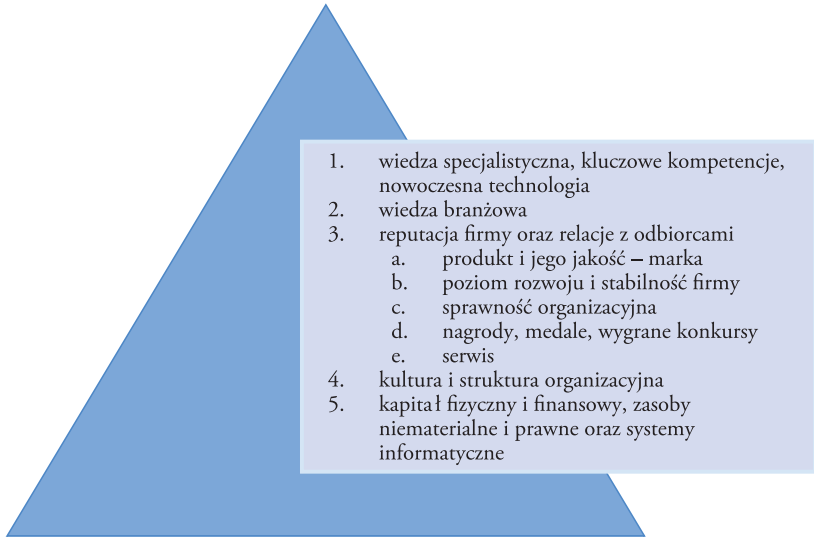 1. wiedza specjalistyczna, kluczowe kompetencje,
nowoczesna technologia
2. wiedza branżowa
3. reputacja firmy oraz relacje z odbiorcami
a. produkt i jego jakość – marka
b. poziom rozwoju i stabilność firmy
c. sprawność organizacyjna
d. nagrody, medale, wygrane konkursy
e. serwis
4. kultura i struktura organizacyjna
5. kapitał fizyczny i finansowy, zasoby
niematerialne i prawne oraz systemy
informatyczne